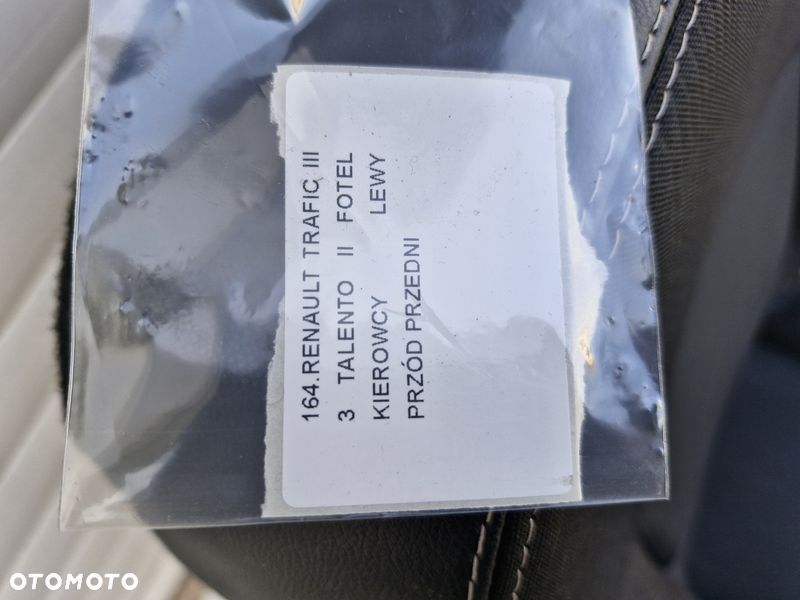 164.RENAULT TRAFIC III
3 TALENTO II FOTEL
KIEROWCY LEWY
PRZÓD PRZEDNI
OTOMOTO